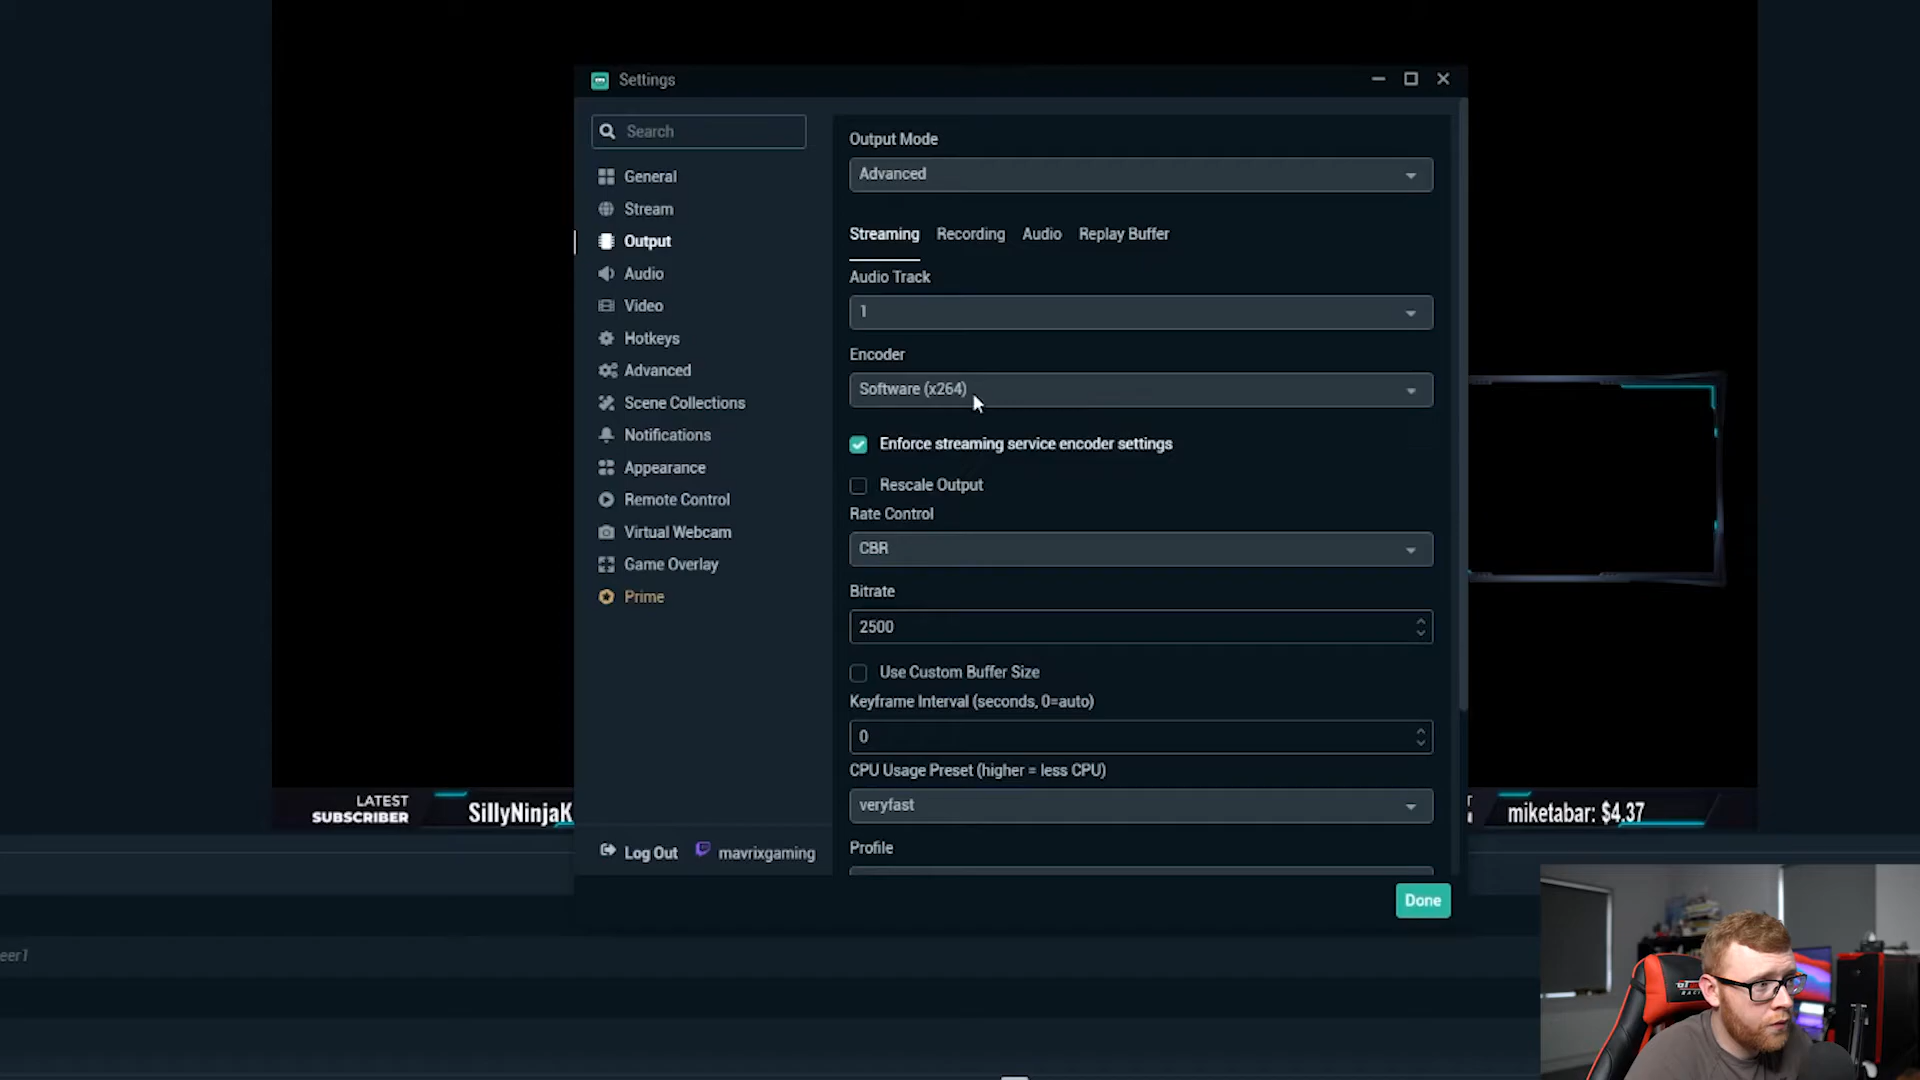 Settings
Search
General
Stream
Output
Audio
Video
Hotkeys
Advanced
Scene Collections
Notifications
Appearance
Remote Control
Virtual Webcam
Game Overlay
Prime
Log Out
mavrixgaming
Output Mode
Advanced
Streaming Recording Audio Replay Buffer
Audio Track
1
Encoder
Software (x264)
Enforce streaming service encoder settings
Rescale Output
Rate Control
CBR
Bitrate
2500
Use Custom Buffer Size
Keyframe Interval (seconds, 0=auto)
0
CPU Usage Preset (higher = less CPU)
veryfast
Profile
Done
LATEST
SUBSCRIBER
SillyNinjaK
miketabar: $4.37
eer1